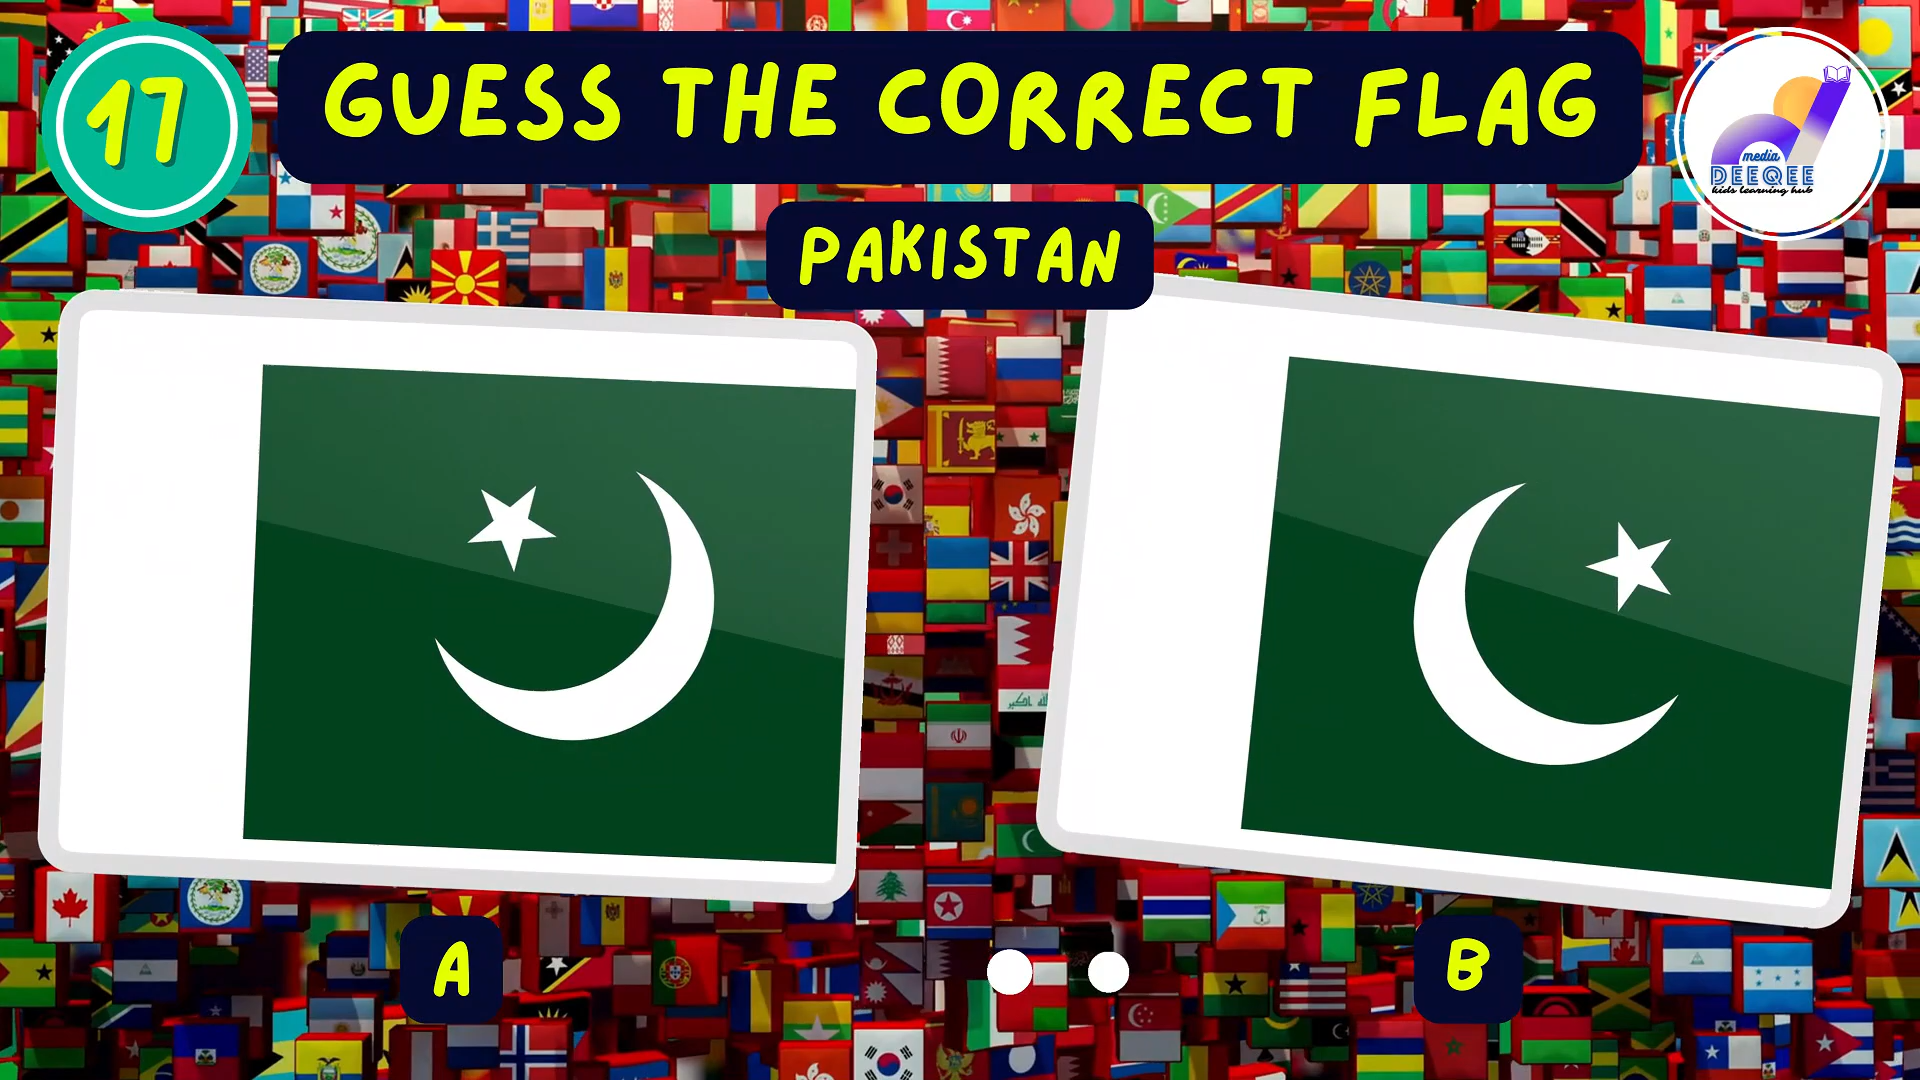 17
GUESS THE CORRECT FLAG
media
DEEQEE
kids learning hub
PAKISTAN
A
B